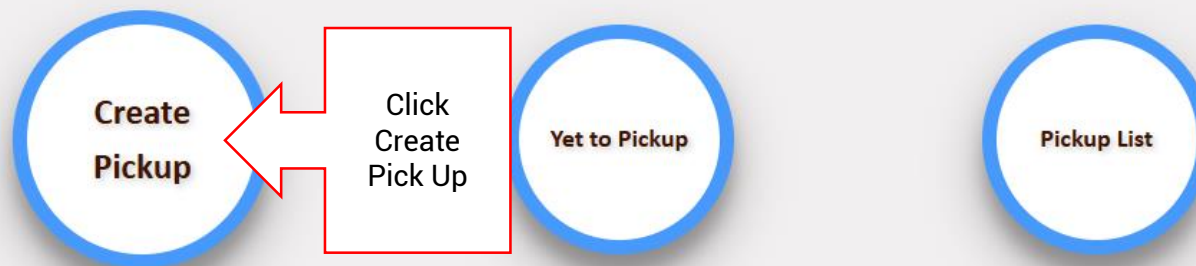 Create
Pickup
Click
Create
Pick Up
Yet to Pickup
Pickup List